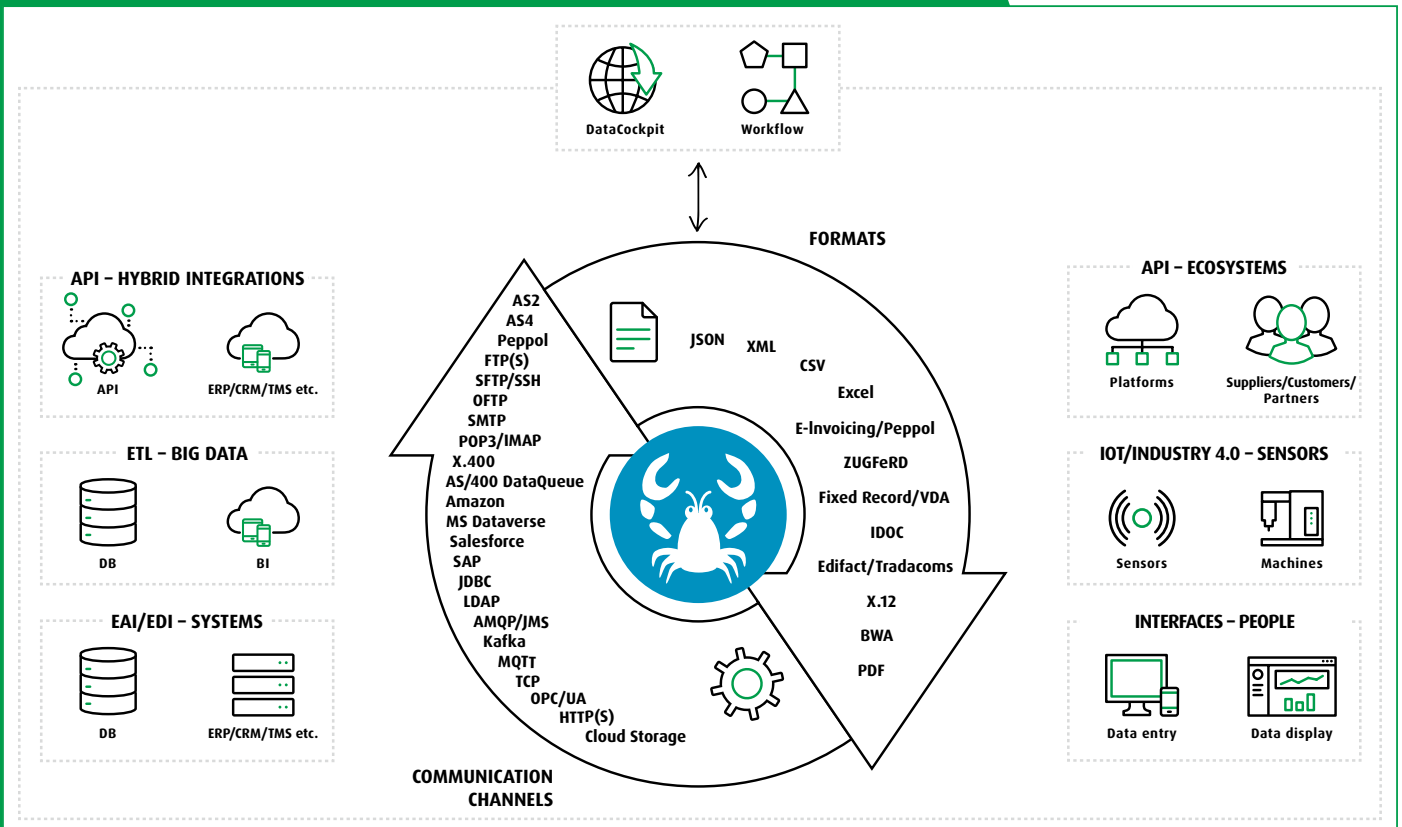 DataCockpit
Workflow
FORMATS
API – HYBRID INTEGRATIONS
API
ERP/CRM/TMS etc.
ETL – BIG DATA
DB
BI
EAI/EDI – SYSTEMS
DB
ERP/CRM/TMS etc.
AS2
AS4
Peppol
FTP(S)
SFTP/SSH
OFTP
SMTP
POP3/IMAP
X.400
AS/400 DataQueue
Amazon
MS Dataverse
Salesforce
SAP
JDBC
LDAP
AMQP/JMS
Kafka
MQTT
TCP
OPC/UA
HTTP(S)
Cloud Storage
COMMUNICATION
CHANNELS
JSON
XML
CSV
Excel
E-Invoicing/Peppol
ZUGFeRD
Fixed Record/VDA
IDOC
Edifact/Tradacoms
X.12
BWA
PDF
API – ECOSYSTEMS
Platforms
Suppliers/Customers/
Partners
IOT/INDUSTRY 4.0 – SENSORS
Sensors
Machines
INTERFACES – PEOPLE
Data entry
Data display